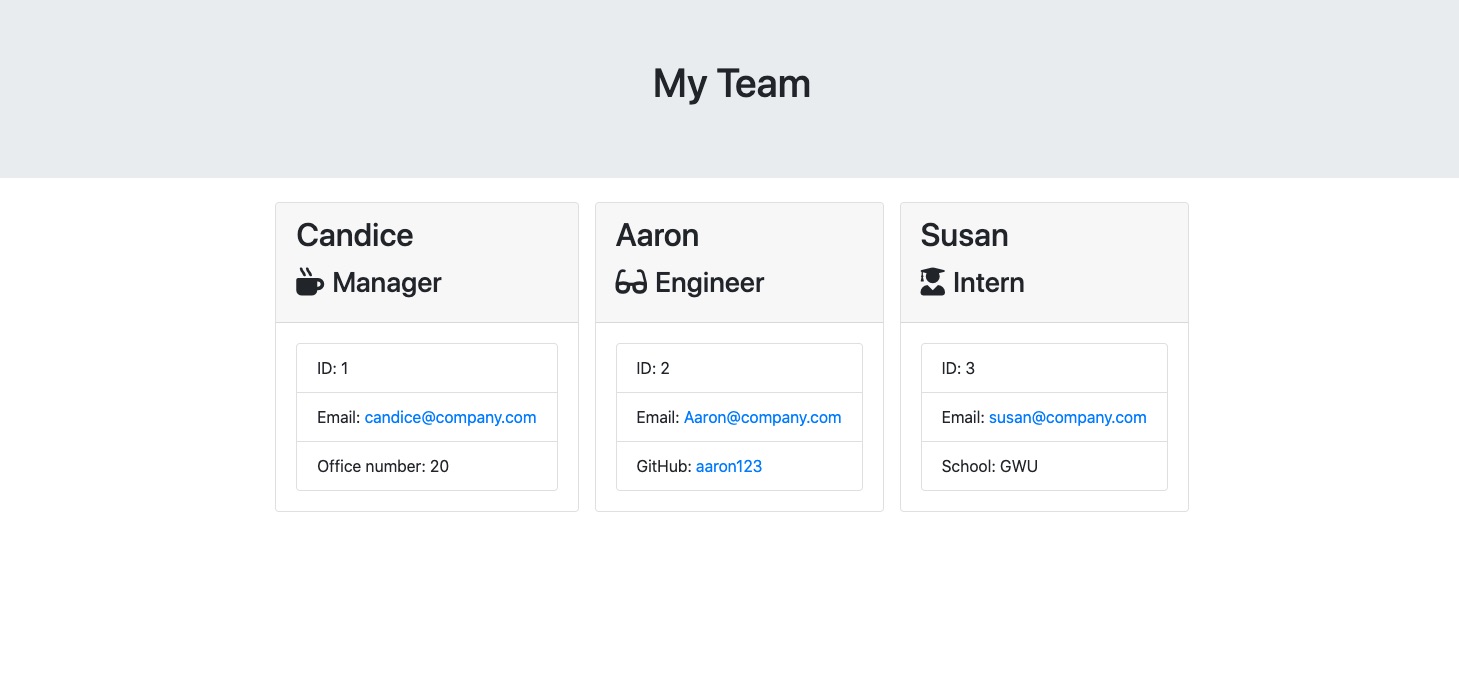 My Team
Candice
Manager
ID: 1
Email: candice@company.com
Office number: 20
Aaron
Engineer
ID: 2
Email: Aaron@company.com
GitHub: aaron123
Susan
Intern
ID: 3
Email: susan@company.com
School: GWU